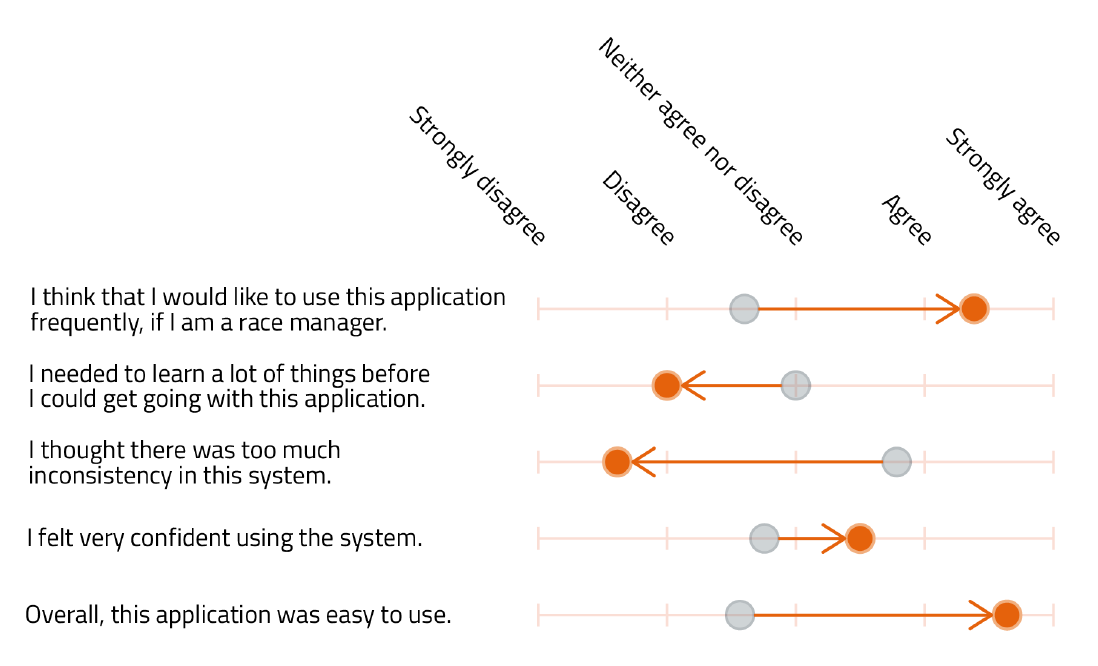 Strongly disagree
Disagree
Neither agree nor disagree
Agree
Strongly agree
I think that I would like to use this application
frequently, if I am a race manager.
I needed to learn a lot of things before
I could get going with this application.
I thought there was too much
inconsistency in this system.
I felt very confident using the system.
Overall, this application was easy to use.